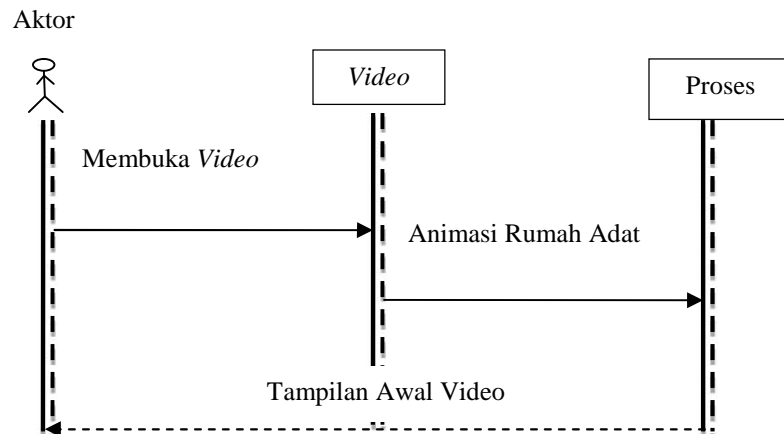 Aktor
Video
Proses
Membuka Video
Animasi Rumah Adat
Tampilan Awal Video